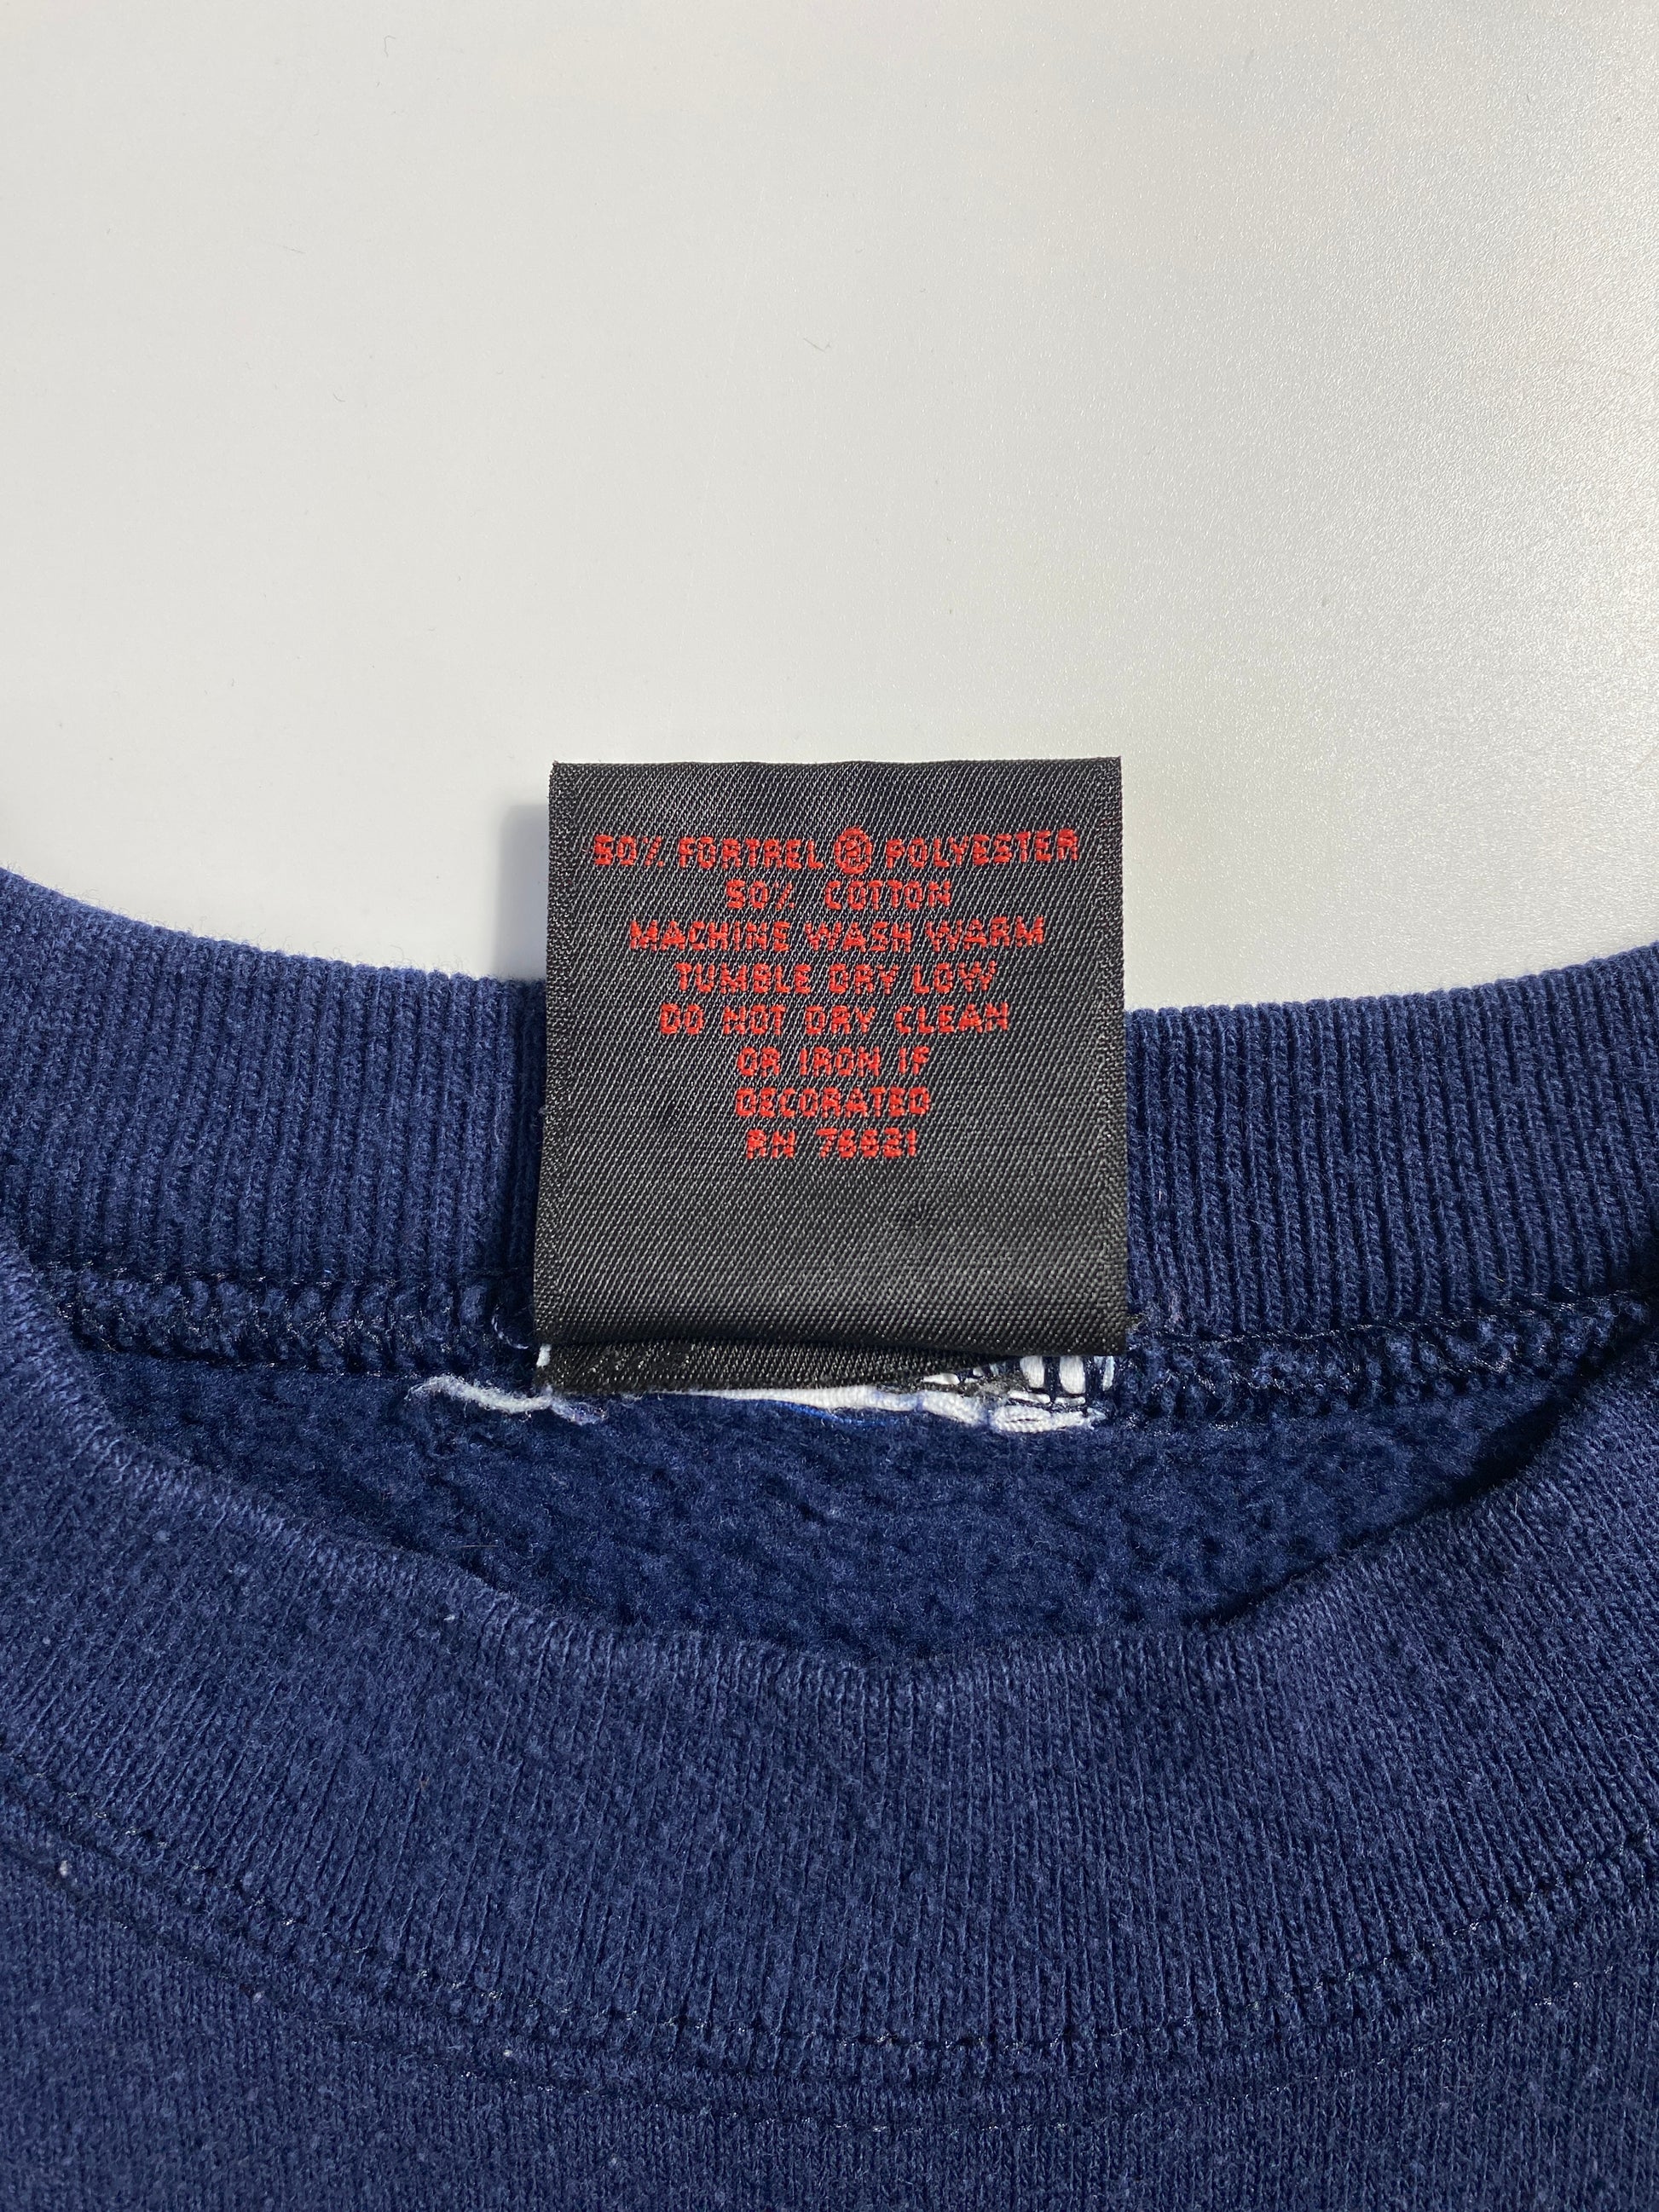 50% FORTREL ® POLYESTER
50% COTTON
MACHINE WASH WARM
TUMBLE DRY LOW
DO NOT DRY CLEAN
OR IRON IF
DECORATED
RN 76621